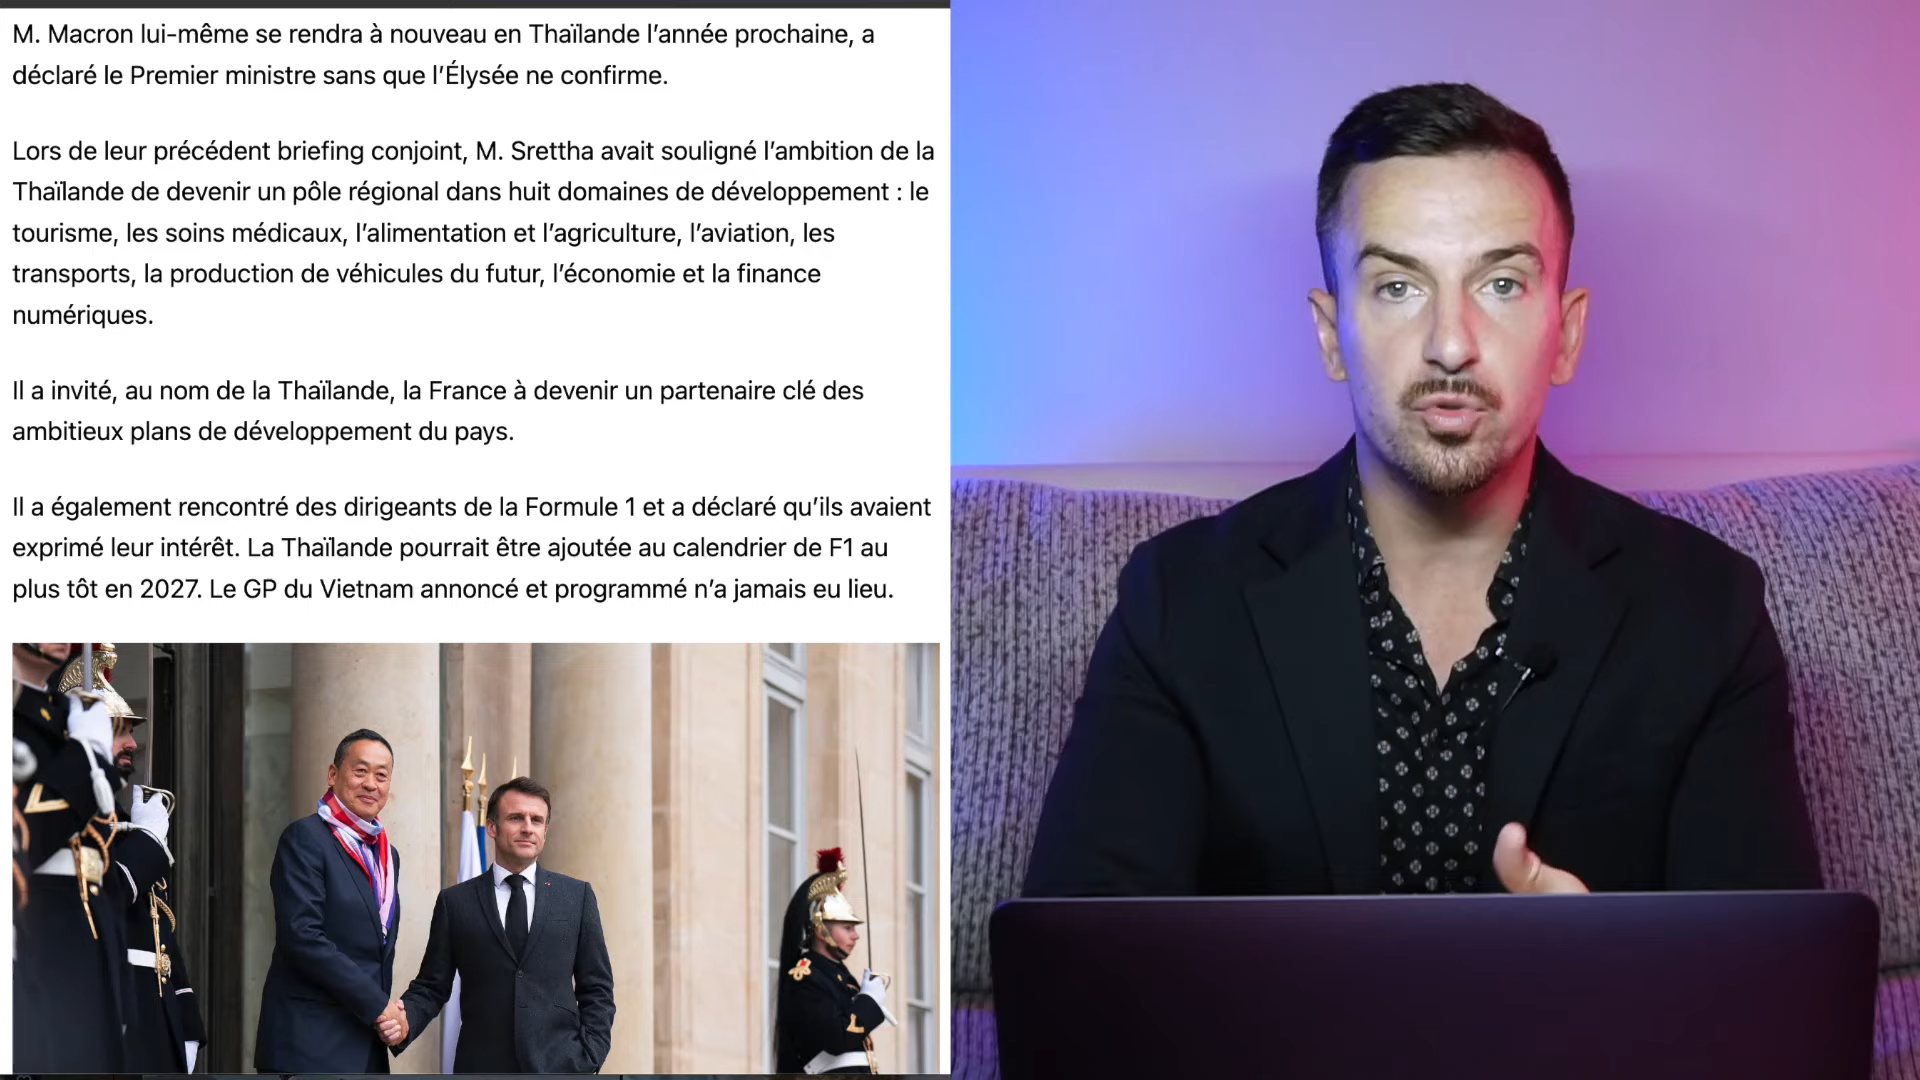 M. Macron lui-même se rendra à nouveau en Thaïlande l’année prochaine, a
déclaré le Premier ministre sans que l’Élysée ne confirme.
Lors de leur précédent briefing conjoint, M. Srettha avait souligné l’ambition de la
Thaïlande de devenir un pôle régional dans huit domaines de développement : le
tourisme, les soins médicaux, l’alimentation et l’agriculture, l’aviation, les
transports, la production de véhicules du futur, l’économie et la finance
numériques.
Il a invité, au nom de la Thaïlande, la France à devenir un partenaire clé des
ambitieux plans de développement du pays.
Il a également rencontré des dirigeants de la Formule 1 et a déclaré qu’ils avaient
exprimé leur intérêt. La Thaïlande pourrait être ajoutée au calendrier de F1 au
plus tôt en 2027. Le GP du Vietnam annoncé et programmé n’a jamais eu lieu.